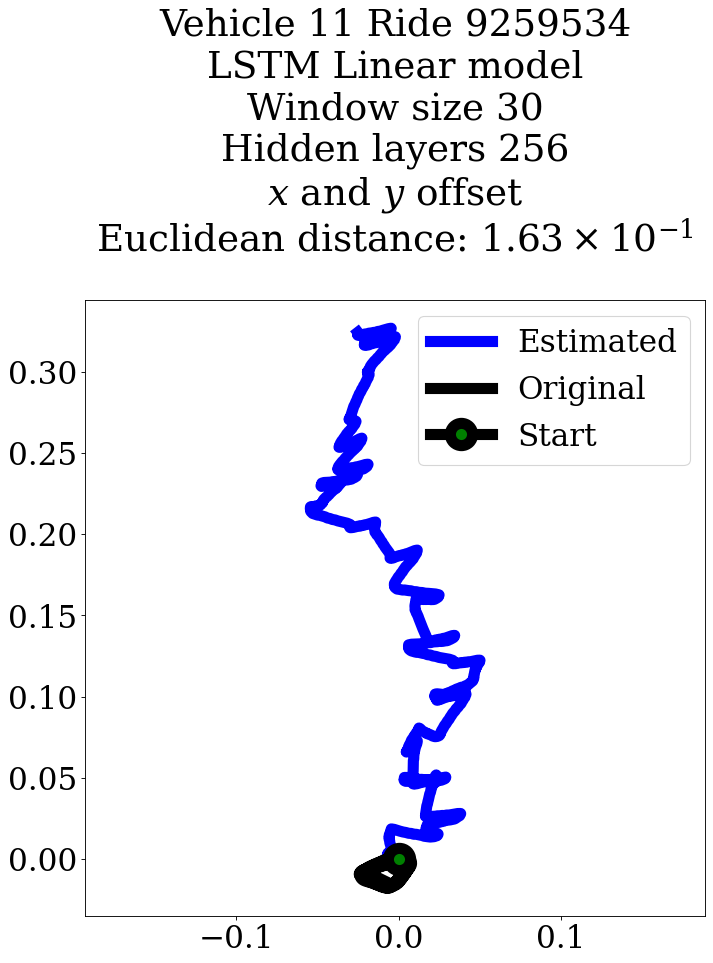 Vehicle 11 Ride 9259534
LSTM Linear model
Window size 30
Hidden layers 256
x and y offset
Euclidean distance: 1.63 × 10⁻¹
Estimated
Original
Start
0.30
0.25
0.20
0.15
0.10
0.05
0.00
−0.1
0.0
0.1